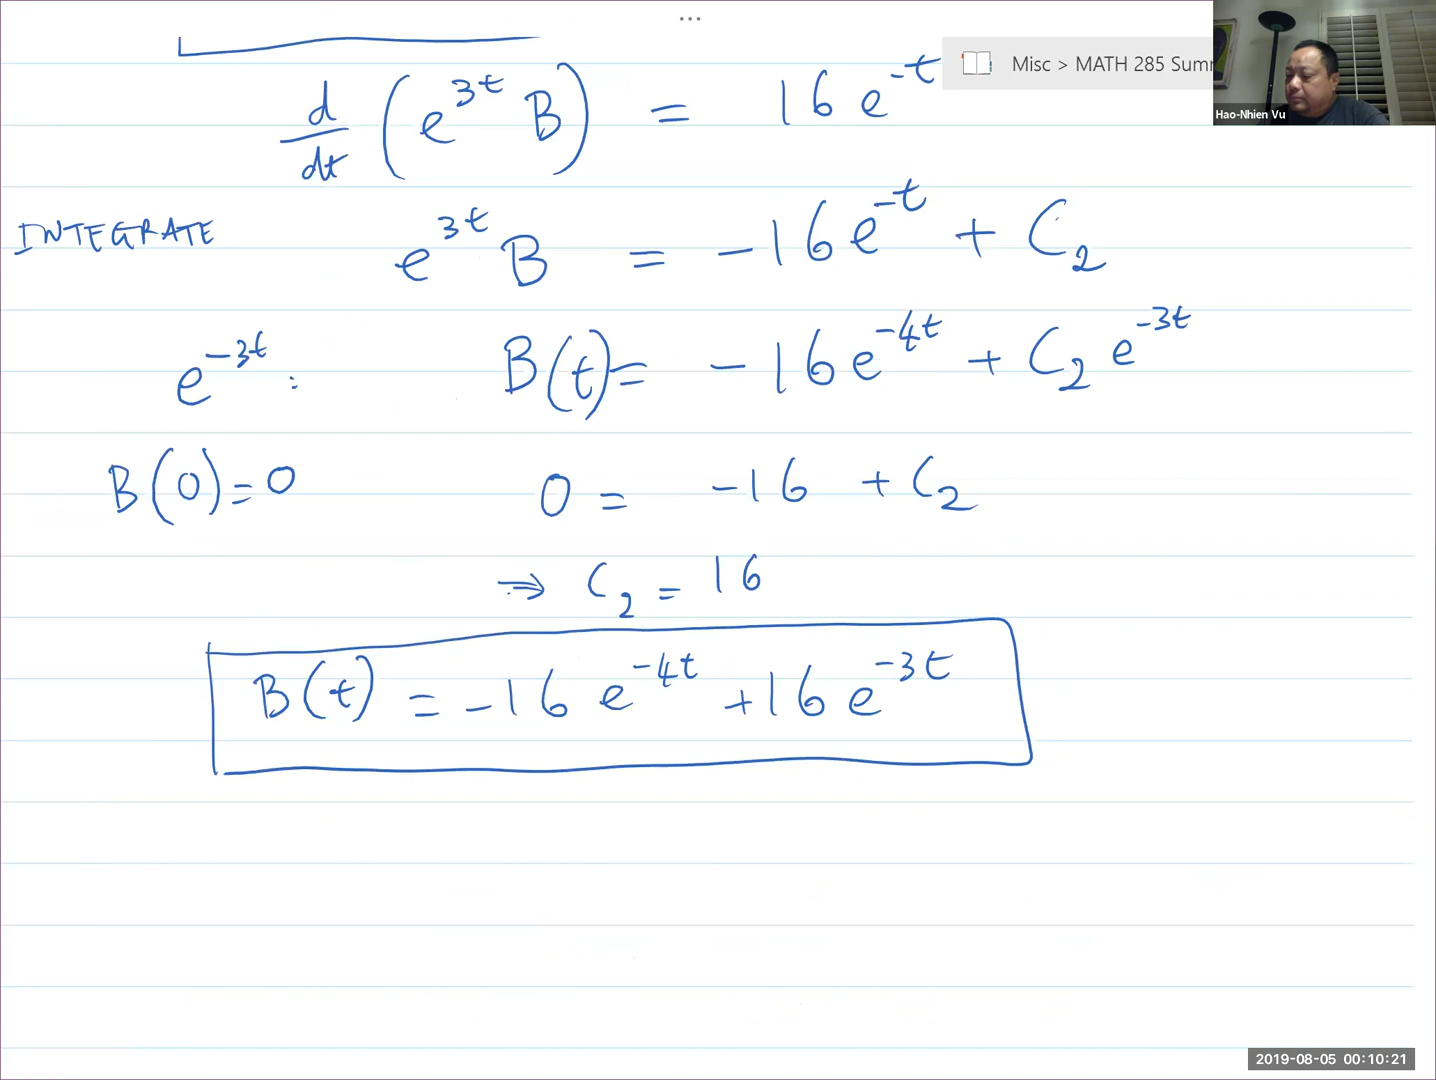 ...
Misc > MATH 285 Sum
Hao-Nhien Vu
d/dt (e^{3t} B) = 16 e^{-t}
INTEGRATE e^{3t} B = -16 e^{-t} + C_2
e^{-3t} : B(t) = -16 e^{-4t} + C_2 e^{-3t}
B(0) = 0 0 = -16 + C_2
⇒ C_2 = 16
B(t) = -16 e^{-4t} + 16 e^{-3t}
2019-08-05 00:10:21